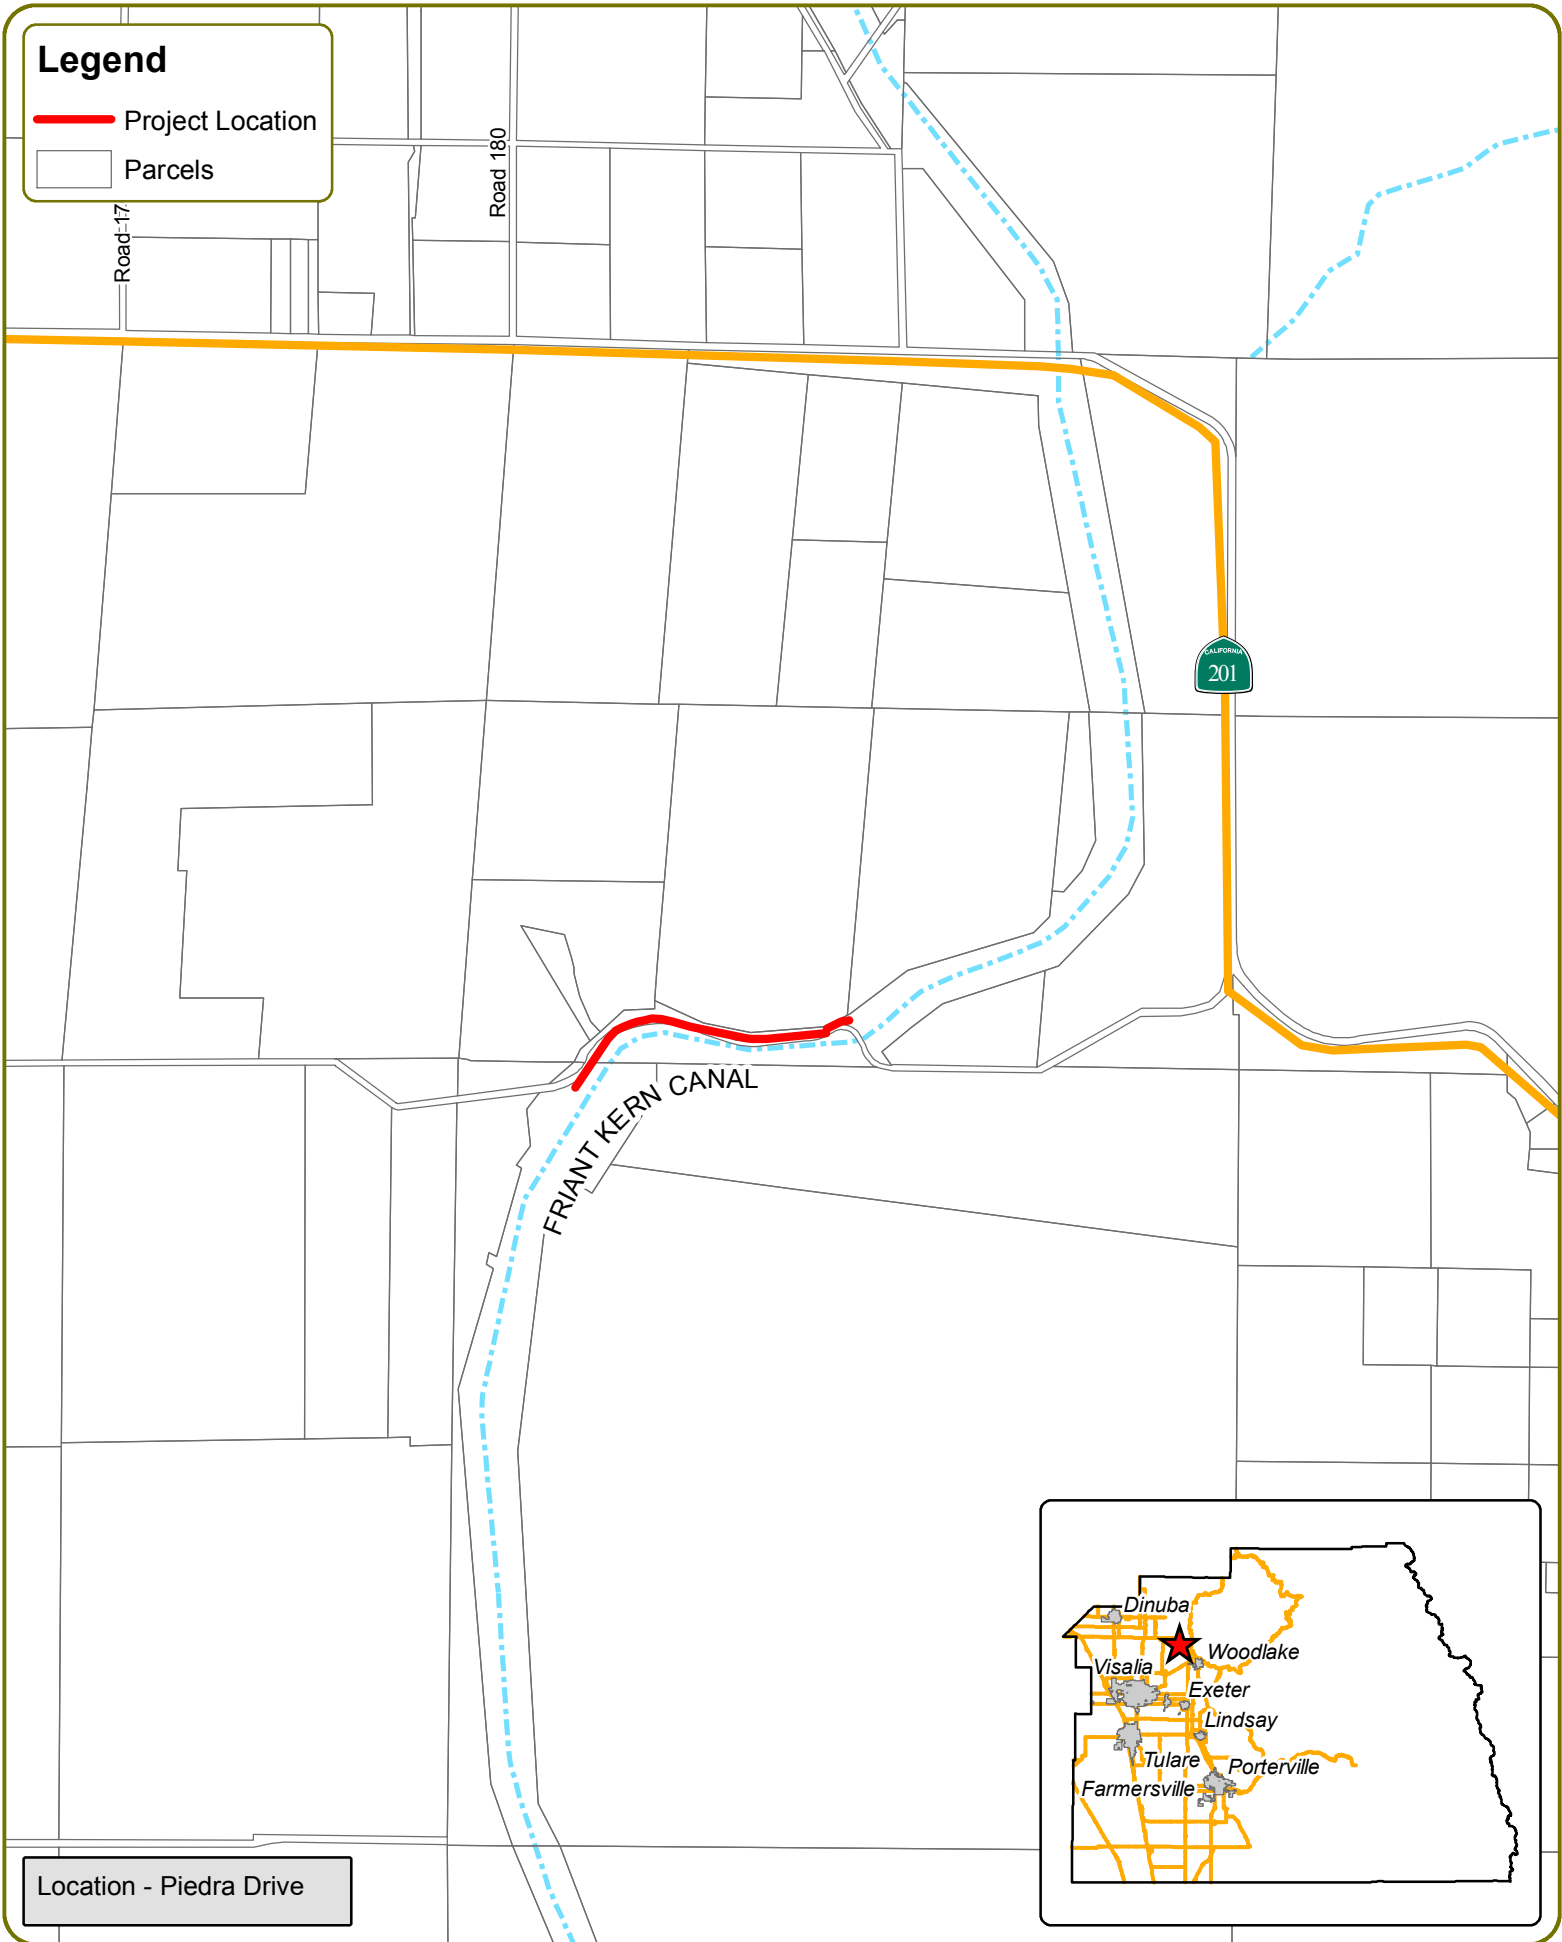 Legend
Project Location
Parcels
Road 17
Road 180
CALIFORNIA
201
FRIANT KERN CANAL
Dinuba
Woodlake
Visalia
Exeter
Lindsay
Tulare
Porterville
Farmersville
Location - Piedra Drive